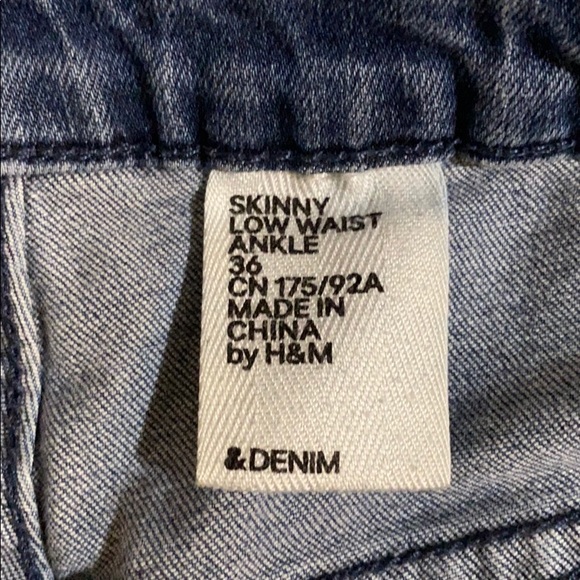 SKINNY
LOW WAIST
ANKLE
36
CN 175/92A
MADE IN
CHINA
by H&M
&DENIM